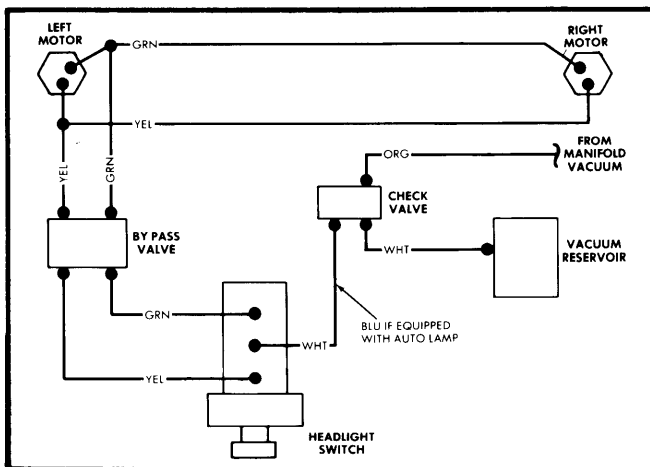 LEFT
MOTOR
GRN
RIGHT
MOTOR
YEL
YEL
GRN
ORG
FROM
MANIFOLD
VACUUM
CHECK
VALVE
BY PASS
VALVE
WHT
VACUUM
RESERVOIR
GRN
WHT
BLU IF EQUIPPED
WITH AUTO LAMP
YEL
HEADLIGHT
SWITCH